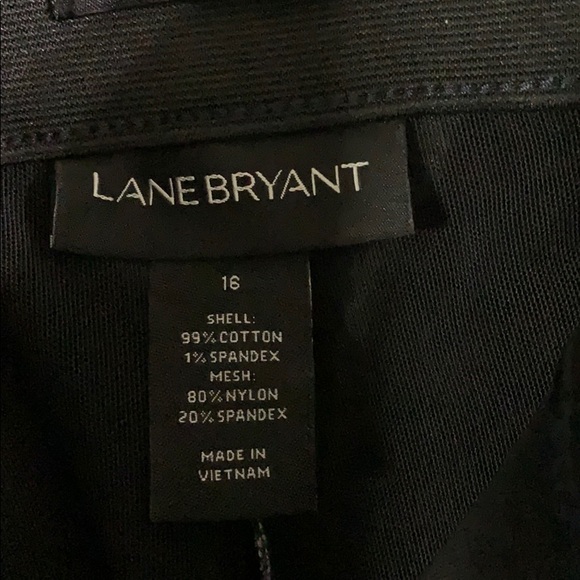 LANE BRYANT
16
SHELL:
99% COTTON
1% SPANDEX
MESH:
80% NYLON
20% SPANDEX
MADE IN
VIETNAM